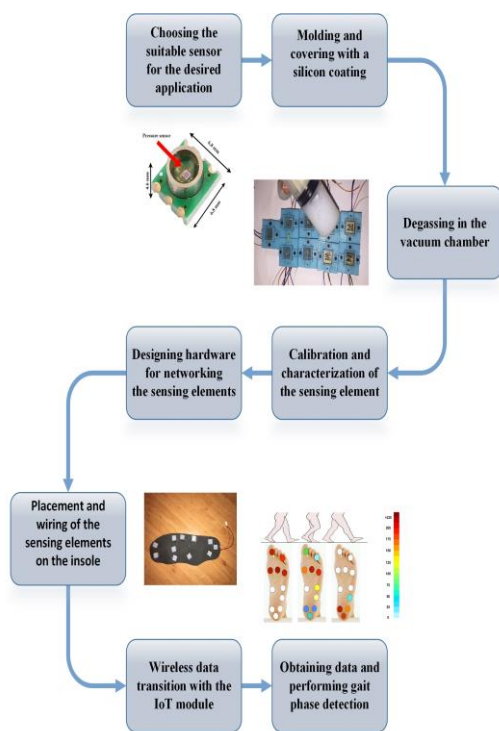 Choosing the
suitable sensor
for the desired
application
Molding and
covering with a
silicon coating
Pressure sensor
Degassing in the
vacuum chamber
Designing hardware
for networking
the sensing elements
Calibration and
characterization of
the sensing element
Placement and
wiring of the
sensing elements
on the insole
Wireless data
transition with the
IoT module
Obtaining data and
performing gait
phase detection